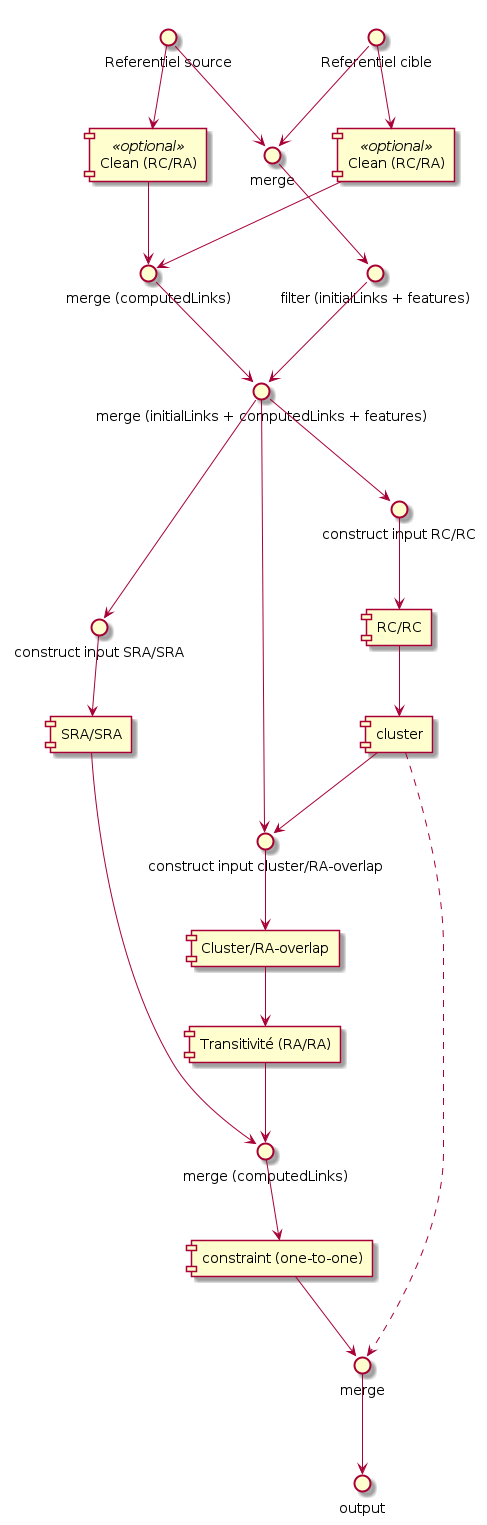 Referentiel source
Referentiel cible
«optional»
Clean (RC/RA)
«optional»
Clean (RC/RA)
merge
merge (computedLinks)
filter (initialLinks + features)
merge (initialLinks + computedLinks + features)
construct input RC/RC
construct input SRA/SRA
RC/RC
SRA/SRA
cluster
construct input cluster/RA-overlap
Cluster/RA-overlap
Transitivité (RA/RA)
merge (computedLinks)
constraint (one-to-one)
merge
output